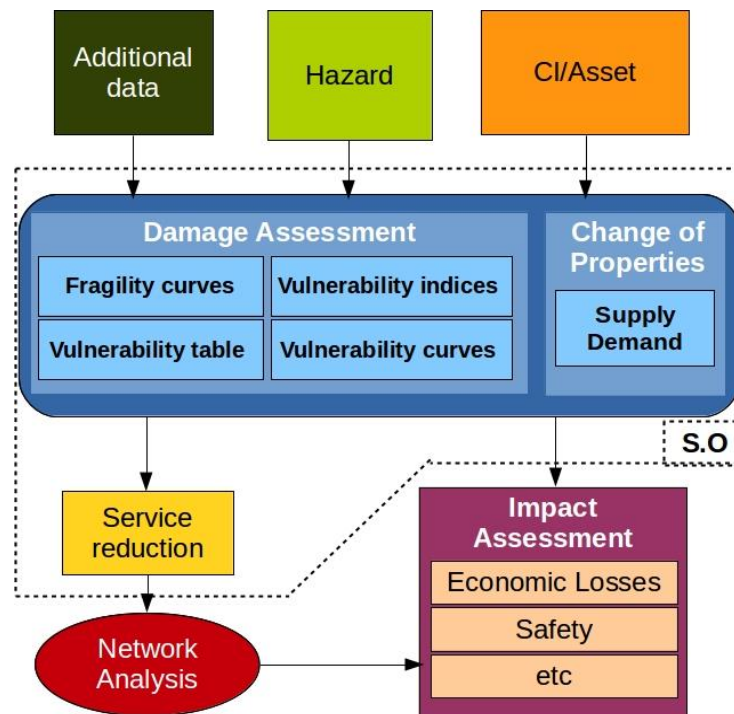 Additional
data
Hazard
CI/Asset
Damage Assessment
Fragility curves
Vulnerability indices
Vulnerability table
Vulnerability curves
Change of
Properties
Supply
Demand
S.O
Service
reduction
Impact
Assessment
Economic Losses
Safety
etc
Network
Analysis